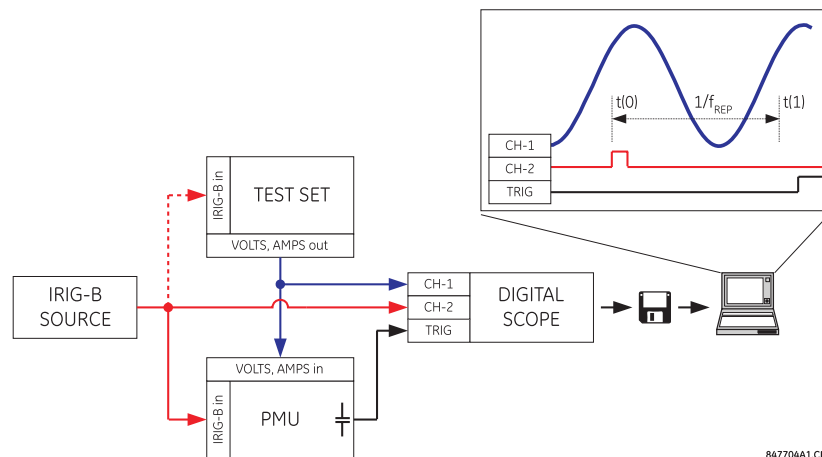 t(0)
1/fREP
t(1)
CH-1
CH-2
TRIG
IRIG-B in
TEST SET
VOLTS, AMPS out
IRIG-B
SOURCE
CH-1
CH-2
TRIG
DIGITAL
SCOPE
VOLTS, AMPS in
IRIG-B in
PMU